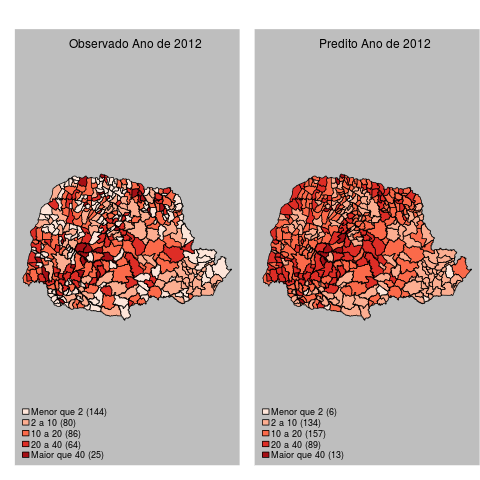 Observado Ano de 2012
Menor que 2 (144)
2 a 10 (80)
10 a 20 (86)
20 a 40 (64)
Maior que 40 (25)
Predito Ano de 2012
Menor que 2 (6)
2 a 10 (134)
10 a 20 (157)
20 a 40 (89)
Maior que 40 (13)